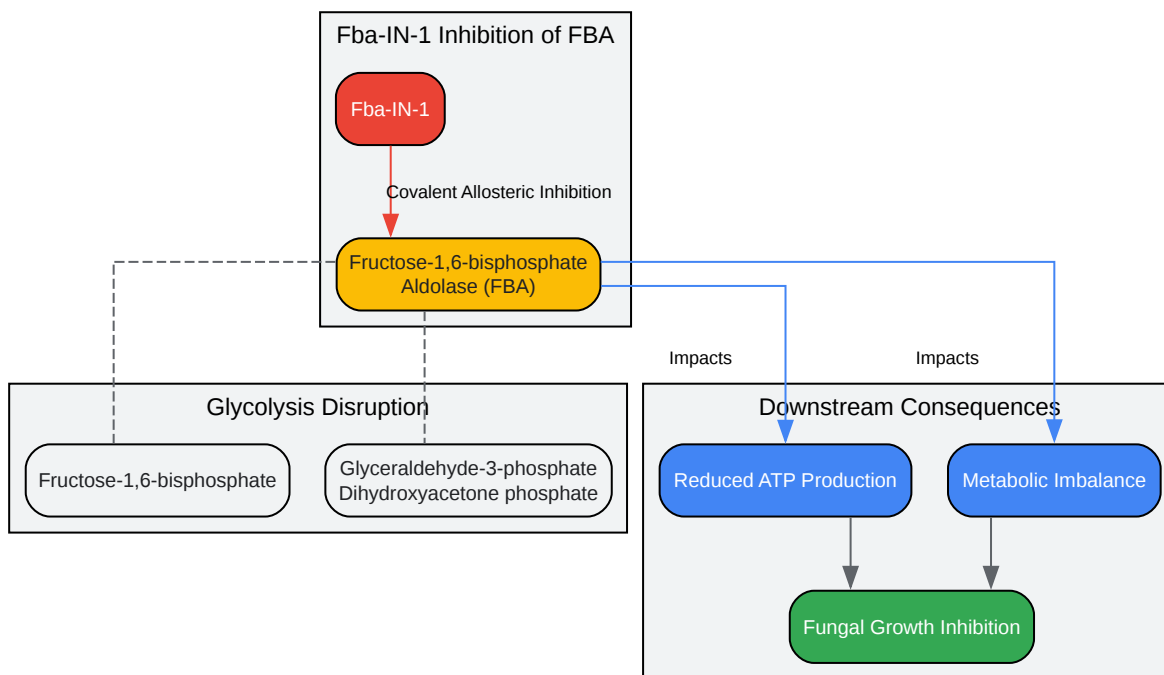 Fba-IN-1 Inhibition of FBA
Fba-IN-1
Covalent Allosteric Inhibition
Fructose-1,6-bisphosphate
Aldolase (FBA)
Impacts
Impacts
Glycolysis Disruption
Fructose-1,6-bisphosphate
Glyceraldehyde-3-phosphate
Dihydroxyacetone phosphate
Downstream Consequences
Reduced ATP Production
Metabolic Imbalance
Fungal Growth Inhibition